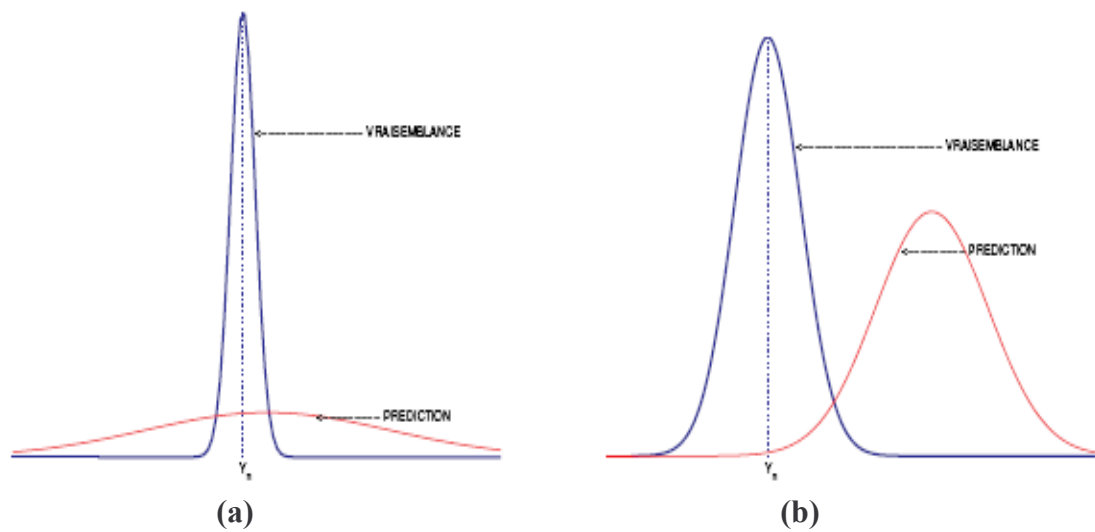 VRAISEMBLANCE
PREDICTION
Yn
(a)
VRAISEMBLANCE
PREDICTION
Yn
(b)